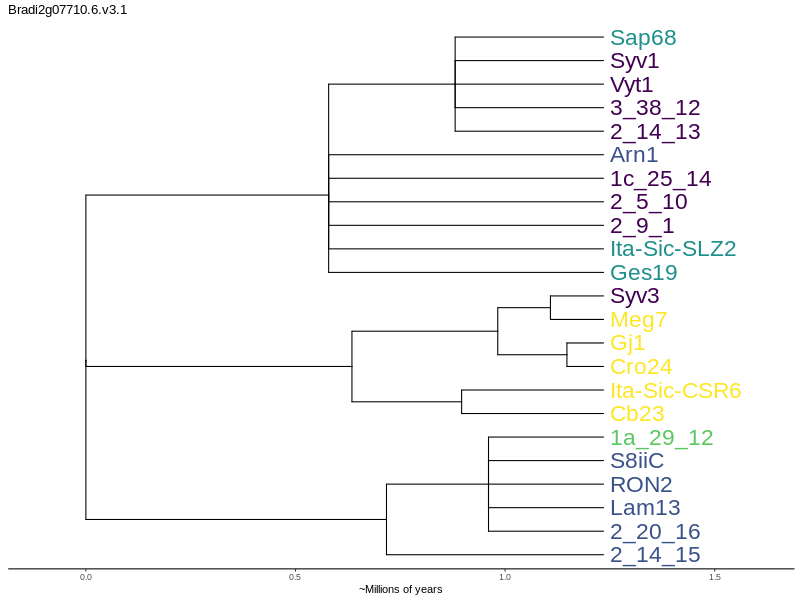 Bradi2g07710.6.v3.1
Sap68
Syv1
Vyt1
3_38_12
2_14_13
Arn1
1c_25_14
2_5_10
2_9_1
Ita-Sic-SLZ2
Ges19
Syv3
Meg7
Gj1
Cro24
Ita-Sic-CSR6
Cb23
1a_29_12
S8iiC
RON2
Lam13
2_20_16
2_14_15
0.0 0.5 1.0 1.5
~Millions of years